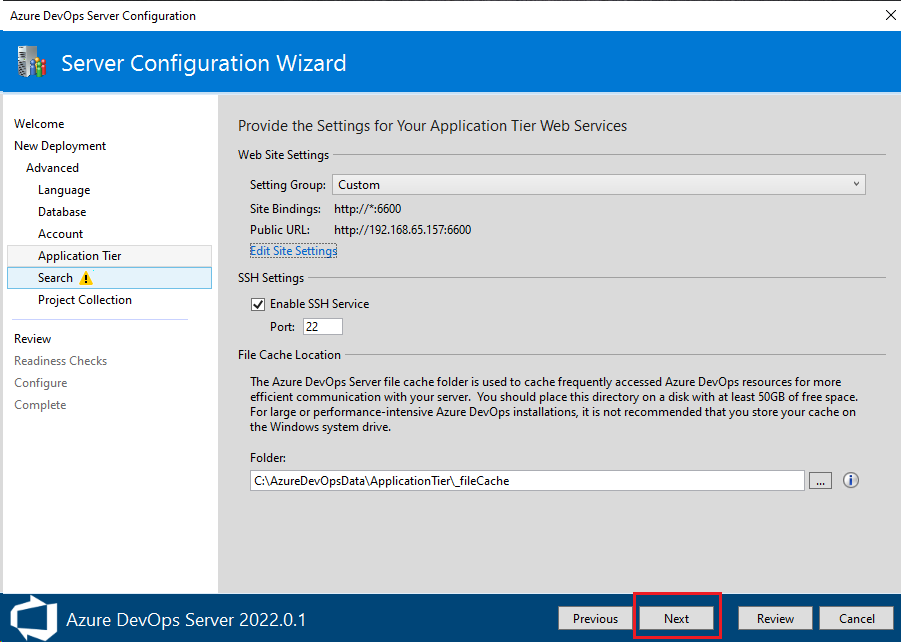 Azure DevOps Server Configuration
Server Configuration Wizard
Welcome
New Deployment
Advanced
Language
Database
Account
Application Tier
Search
Project Collection
Review
Readiness Checks
Configure
Complete
Provide the Settings for Your Application Tier Web Services
Web Site Settings
Setting Group: Custom
Site Bindings: http://*:6600
Public URL: http://192.168.65.157:6600
Edit Site Settings
SSH Settings
Enable SSH Service
Port: 22
File Cache Location
The Azure DevOps Server file cache folder is used to cache frequently accessed Azure DevOps resources for more
efficient communication with your server. You should place this directory on a disk with at least 50GB of free space.
For large or performance-intensive Azure DevOps installations, it is not recommended that you store your cache on
the Windows system drive.
Folder:
C:\AzureDevOpsData\ApplicationTier\_fileCache
...
Azure DevOps Server 2022.0.1
Previous Next Review Cancel